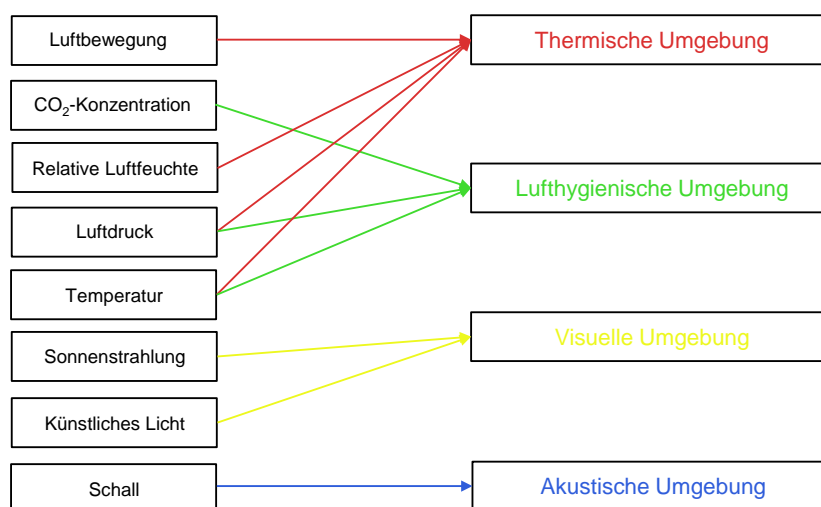 Luftbewegung
Thermische Umgebung
CO₂-Konzentration
Relative Luftfeuchte
Lufthygienische Umgebung
Luftdruck
Temperatur
Sonnenstrahlung
Visuelle Umgebung
Künstliches Licht
Schall
Akustische Umgebung